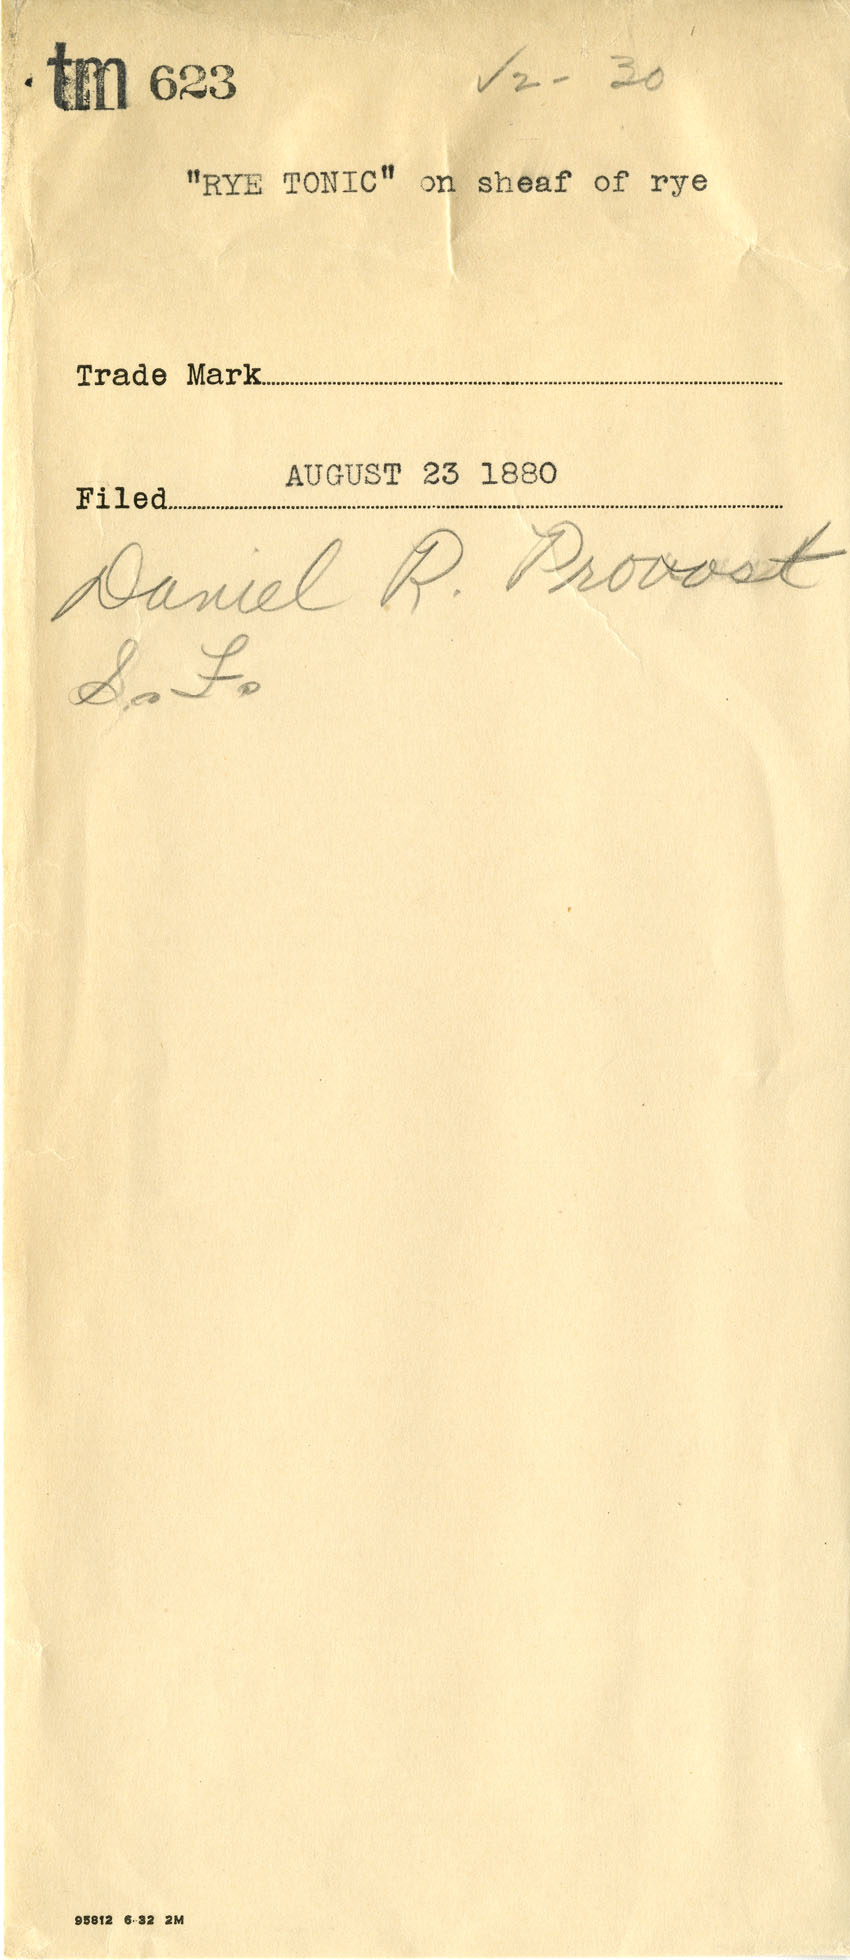 tm 623 √2- 30
"RYE TONIC" on sheaf of rye
Trade Mark
AUGUST 23 1880
Filed
Daniel R. Provost
S. F.
95812 6-32 2M